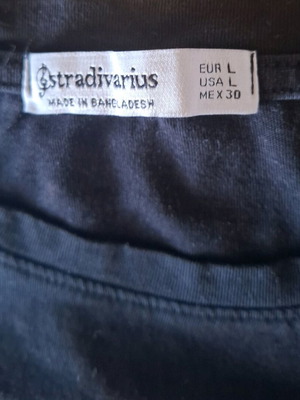 stradivarius
MADE IN BANGLADESH
EUR L
USA L
MEX 30